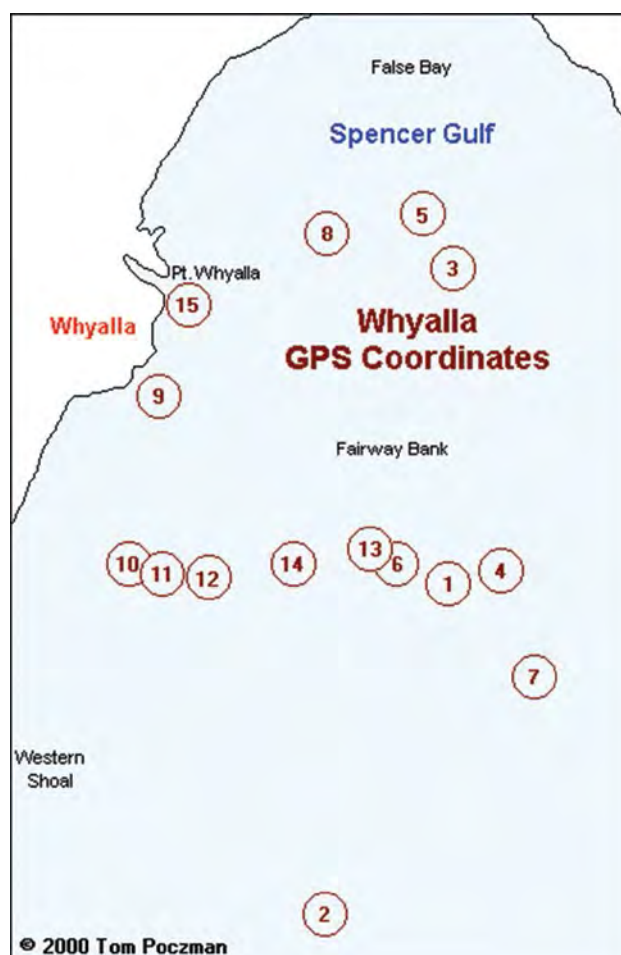 False Bay
Spencer Gulf
5
8
3
Pt. Whyalla
15
Whyalla
Whyalla
GPS Coordinates
9
Fairway Bank
13
10
11
12
14
6
1
4
7
Western
Shoal
2
© 2000 Tom Poczman